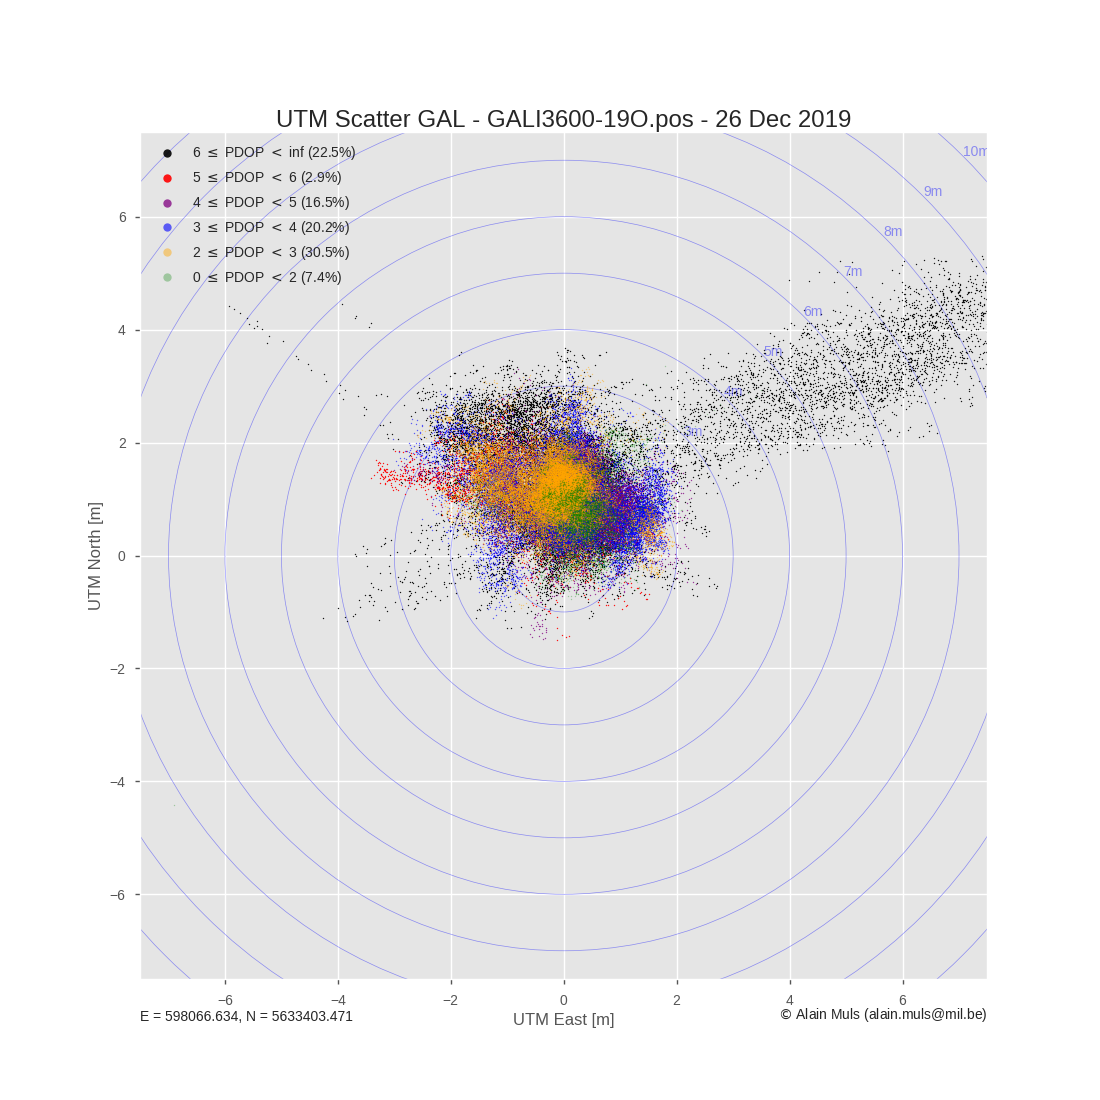 UTM Scatter GAL - GALI3600-19O.pos - 26 Dec 2019
6 ≤ PDOP < inf (22.5%)
5 ≤ PDOP < 6 (2.9%)
4 ≤ PDOP < 5 (16.5%)
3 ≤ PDOP < 4 (20.2%)
2 ≤ PDOP < 3 (30.5%)
0 ≤ PDOP < 2 (7.4%)
10m
9m
8m
7m
6m
5m
4m
3m
6
4
2
0
−2
−4
−6
UTM North [m]
−6 −4 −2 0 2 4 6
UTM East [m]
E = 598066.634, N = 5633403.471
© Alain Muls (alain.muls@mil.be)